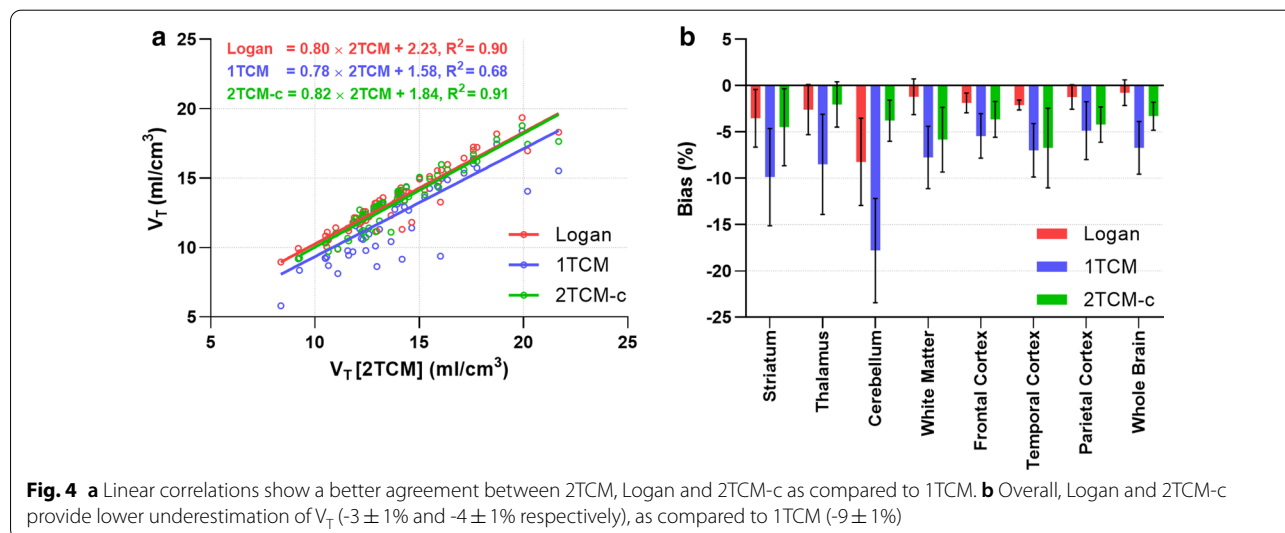 a
25
20
15
10
5
V_T (ml/cm³)
Logan = 0.80 × 2TCM + 2.23, R² = 0.90
1TCM = 0.78 × 2TCM + 1.58, R² = 0.68
2TCM-c = 0.82 × 2TCM + 1.84, R² = 0.91
Logan
1TCM
2TCM-c
5 10 15 20 25
V_T [2TCM] (ml/cm³)
b
5
0
-5
-10
-15
-20
-25
Bias (%)
Logan
1TCM
2TCM-c
Striatum
Thalamus
Cerebellum
White Matter
Frontal Cortex
Temporal Cortex
Parietal Cortex
Whole Brain
Fig. 4 a Linear correlations show a better agreement between 2TCM, Logan and 2TCM-c as compared to 1TCM. b Overall, Logan and 2TCM-c
provide lower underestimation of V_T (-3 ± 1% and -4 ± 1% respectively), as compared to 1TCM (-9 ± 1%)